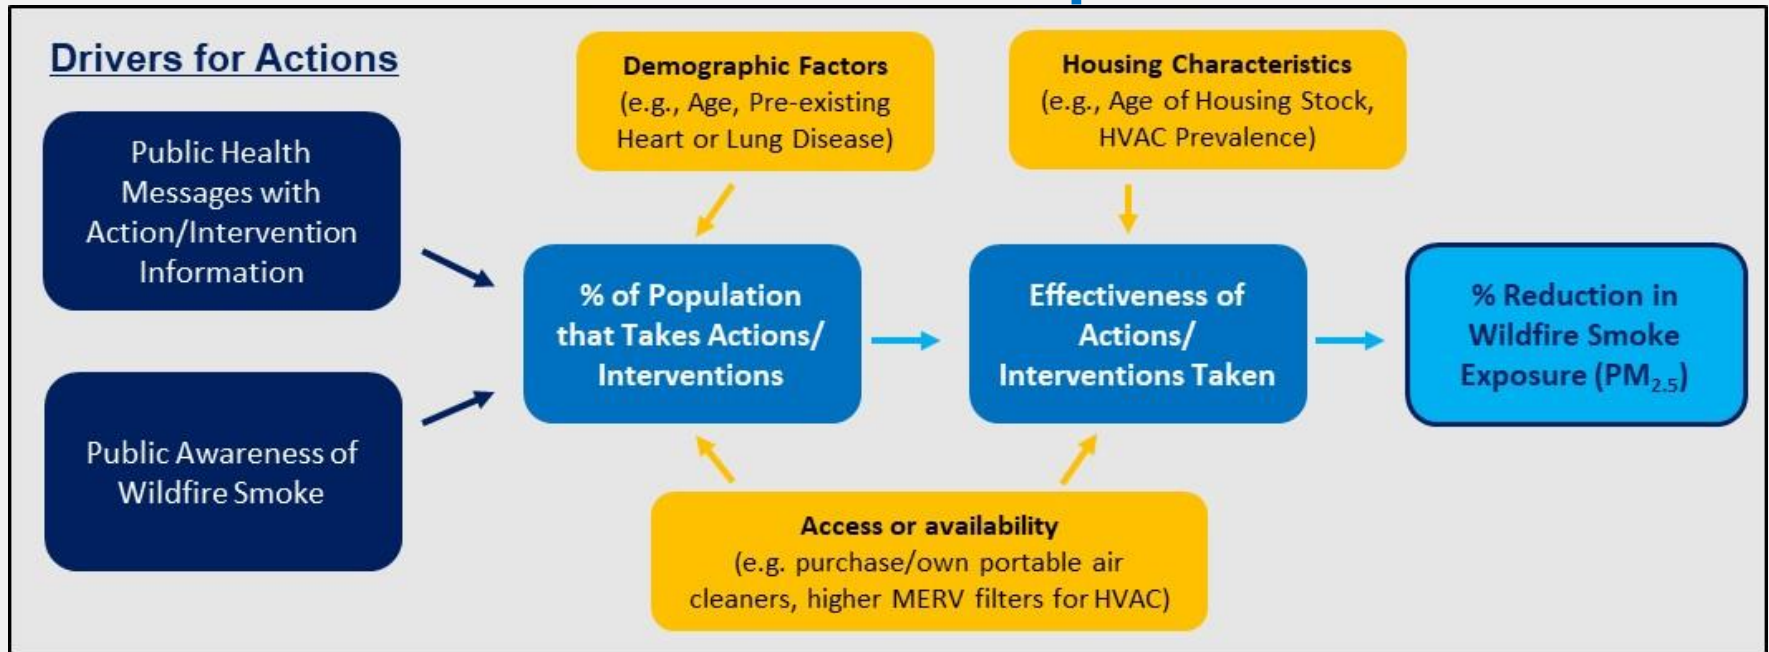 Drivers for Actions
Public Health
Messages with
Action/Intervention
Information
Public Awareness of
Wildfire Smoke
Demographic Factors
(e.g., Age, Pre-existing
Heart or Lung Disease)
Housing Characteristics
(e.g., Age of Housing Stock,
HVAC Prevalence)
% of Population
that Takes Actions/
Interventions
Effectiveness of
Actions/
Interventions Taken
% Reduction in
Wildfire Smoke
Exposure (PM2.5)
Access or availability
(e.g. purchase/own portable air
cleaners, higher MERV filters for HVAC)